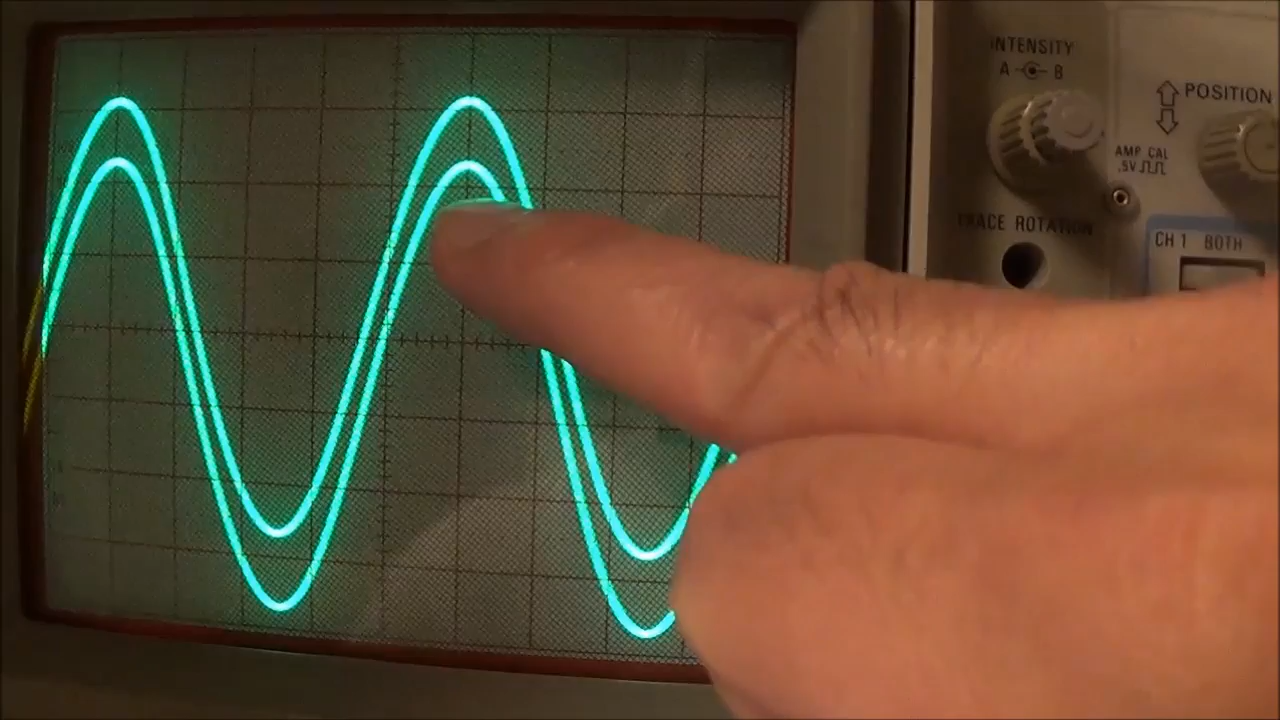 INTENSITY
A B
POSITION
AMP CAL
.5V
TRACE ROTATION
CH 1 BOTH